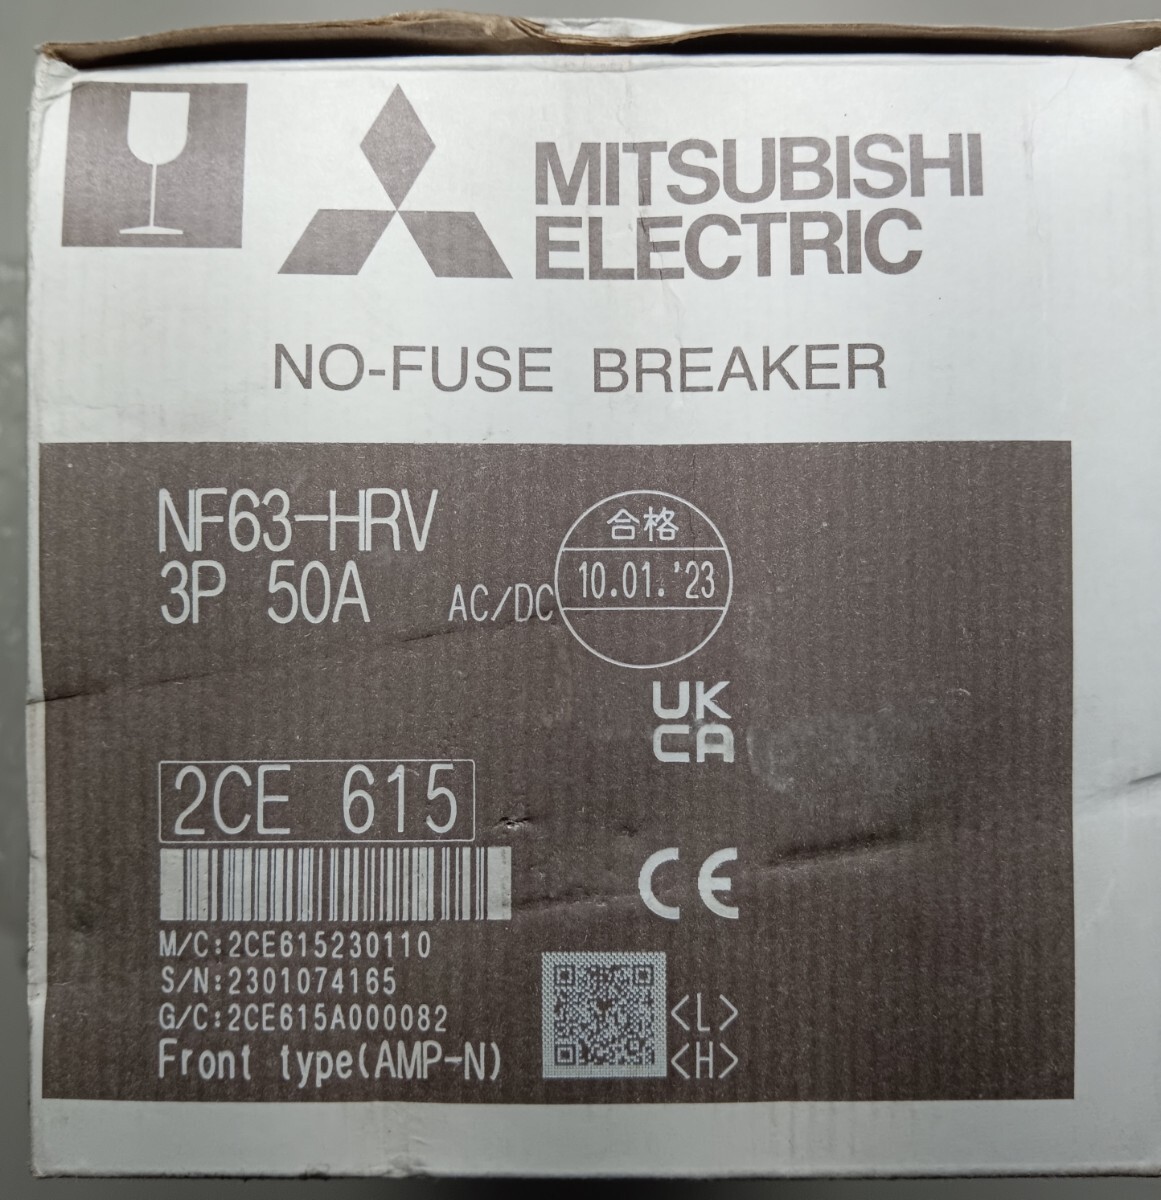 MITSUBISHI
ELECTRIC
NO-FUSE BREAKER
NF63-HRV
3P 50A
AC/DC
合格
10.01.'23
UK
CA
2CE 615
CE
M/C:2CE615230110
S/N:2301074165
G/C:2CE615A000082
Front type(AMP-N)
<L>
<H>